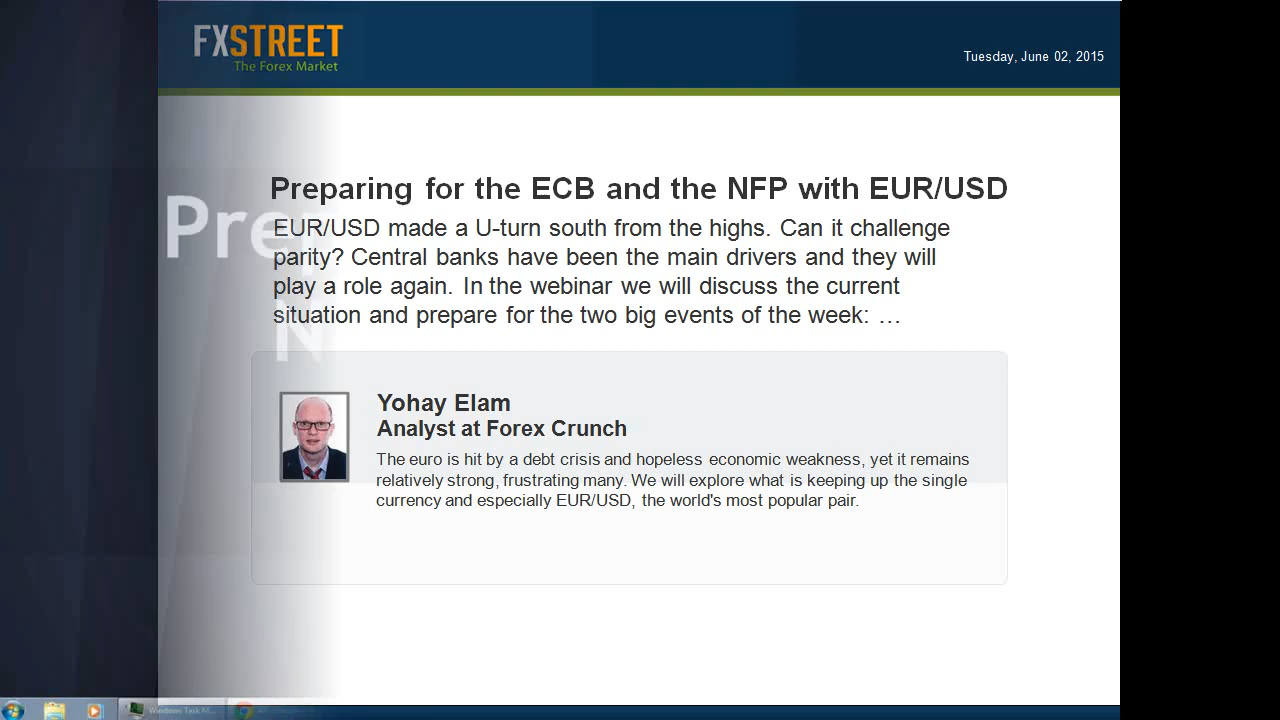 FXSTREET
The Forex Market
Tuesday, June 02, 2015
Preparing for the ECB and the NFP with EUR/USD
EUR/USD made a U-turn south from the highs. Can it challenge
parity? Central banks have been the main drivers and they will
play a role again. In the webinar we will discuss the current
situation and prepare for the two big events of the week: …
Prep
N
Yohay Elam
Analyst at Forex Crunch
The euro is hit by a debt crisis and hopeless economic weakness, yet it remains
relatively strong, frustrating many. We will explore what is keeping up the single
currency and especially EUR/USD, the world's most popular pair.
Windows Task M...